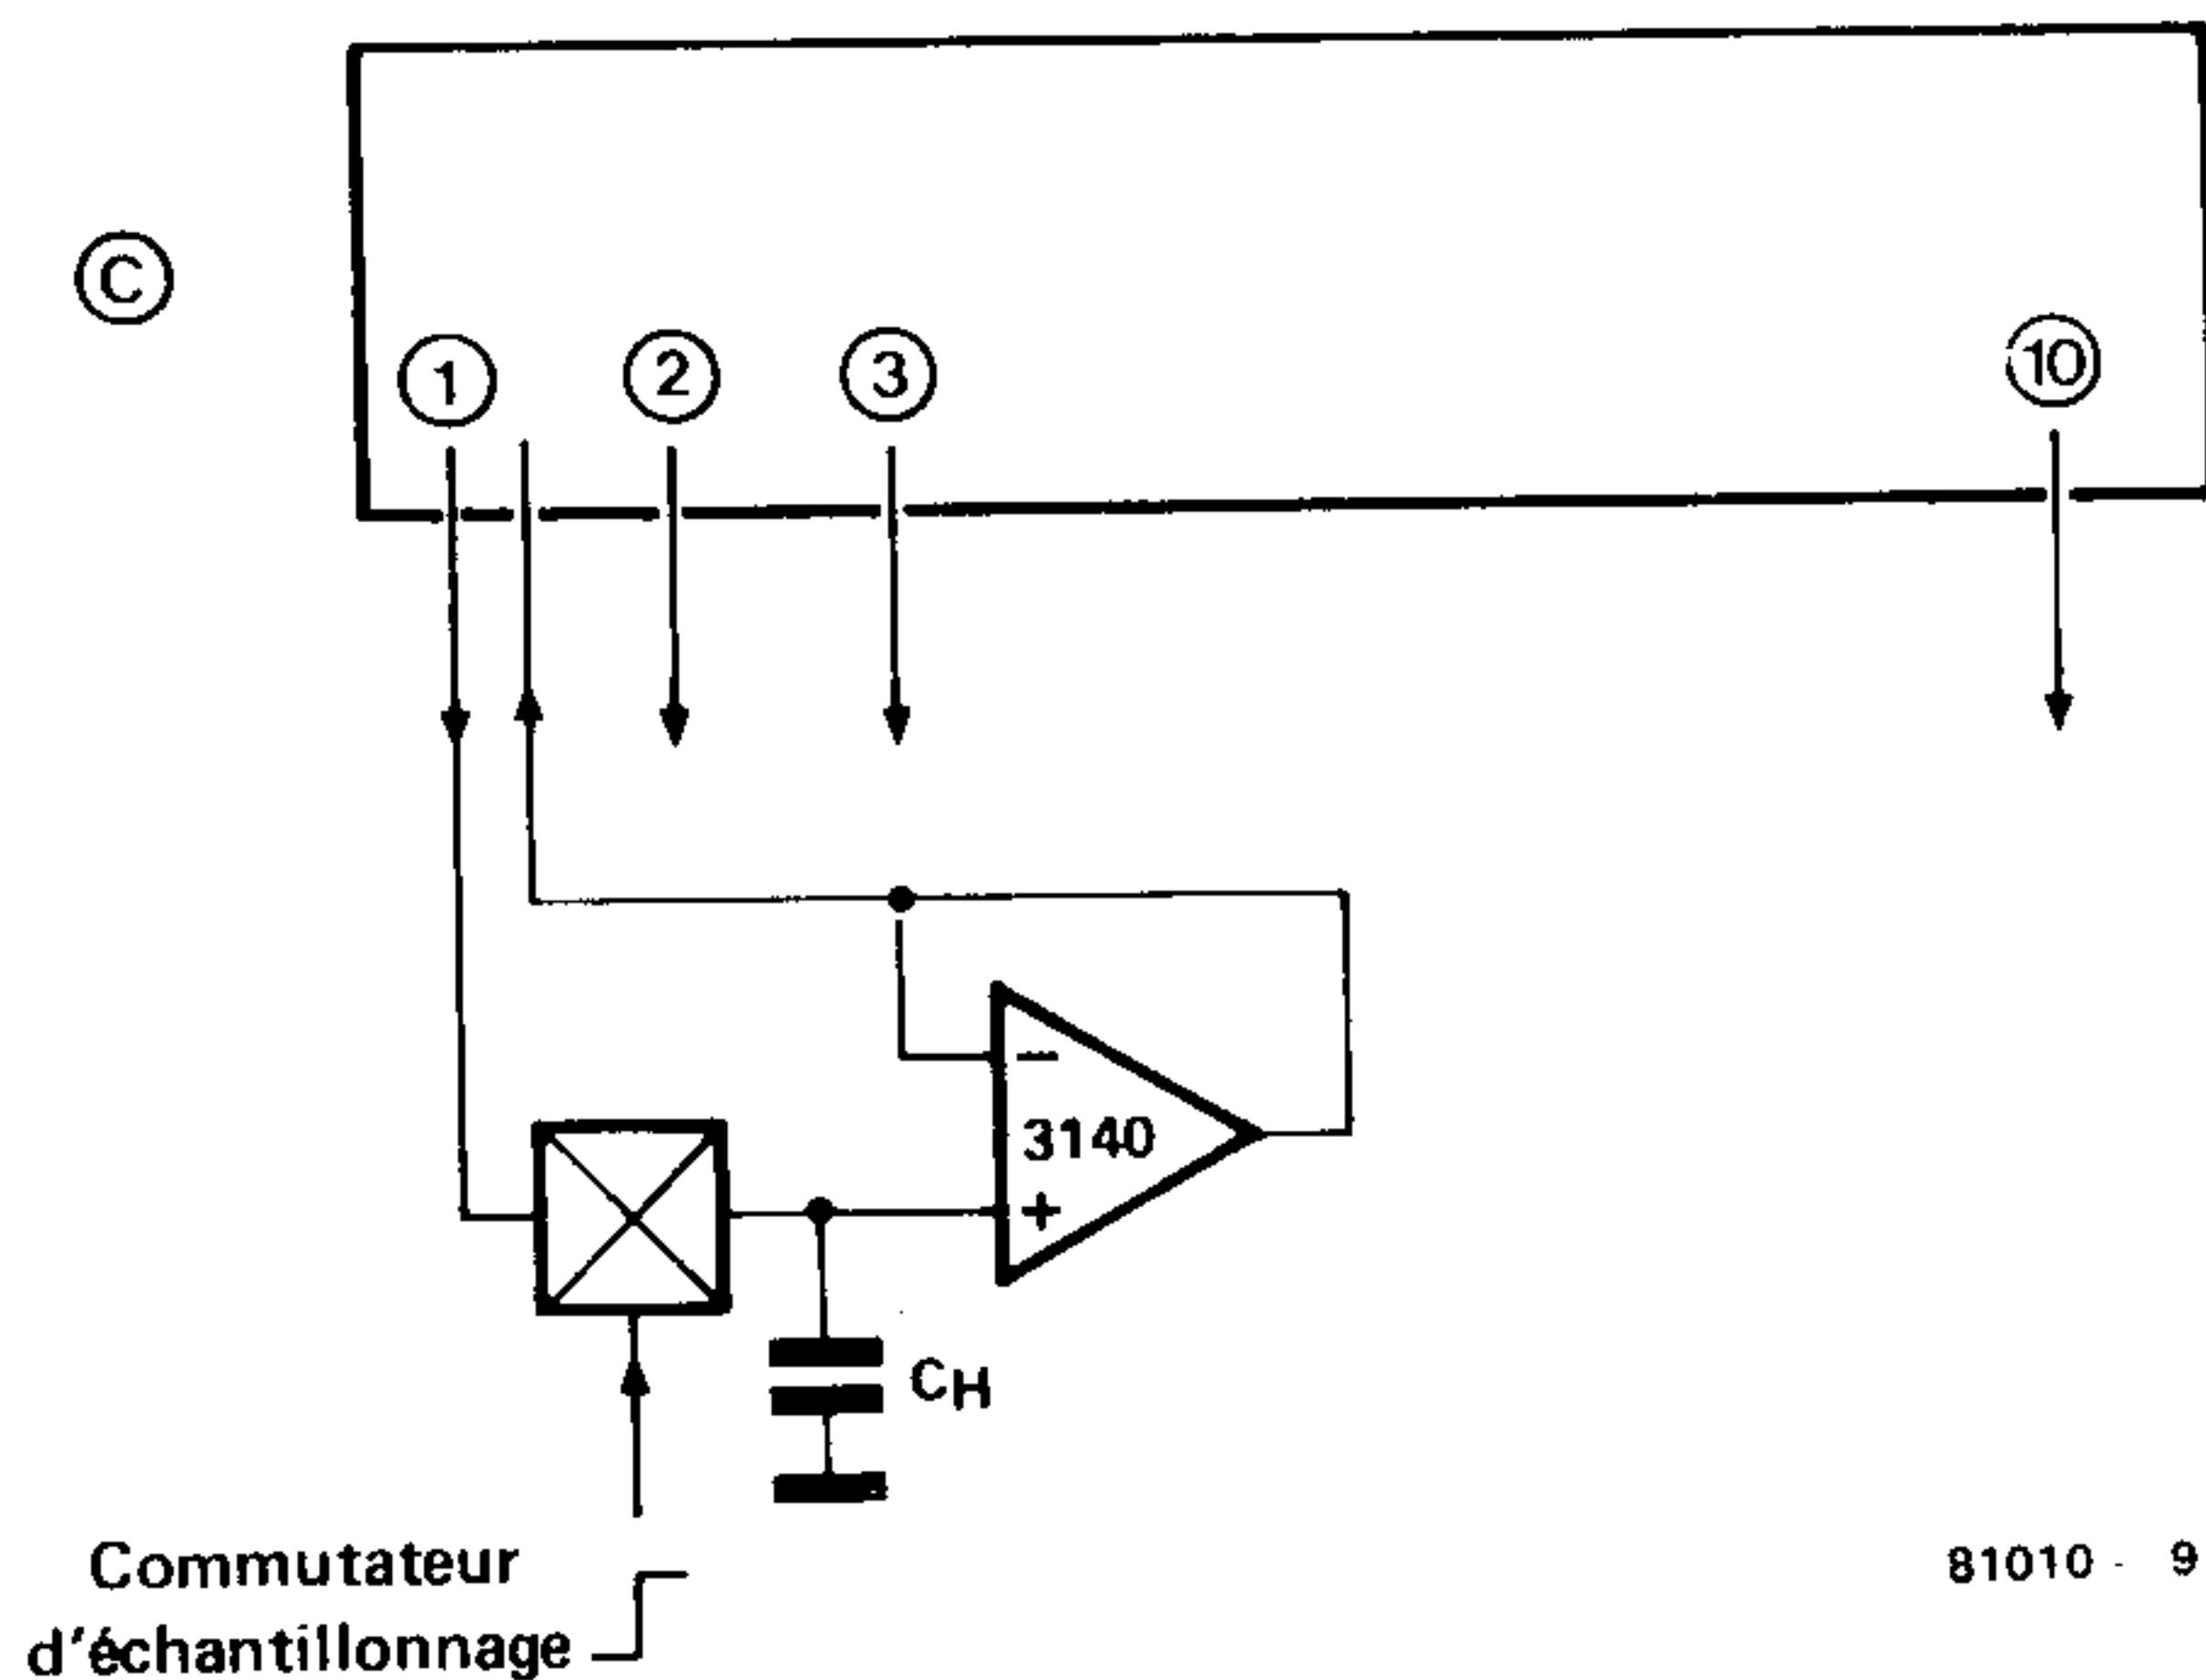 C
1 2 3 10
−
3140
+
CH
Commutateur
d'échantillonnage
81010 - 9